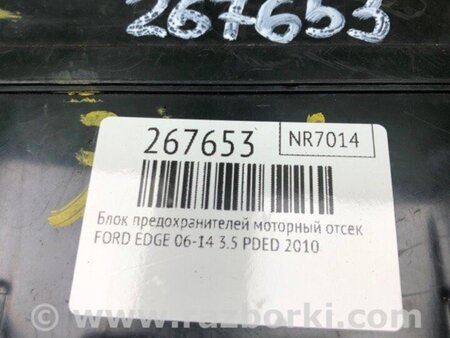 267653
267653
NR7014
Блок предохранителей моторный отсек
FORD EDGE 06-14 3.5 PDED 2010
© www.razborki.com